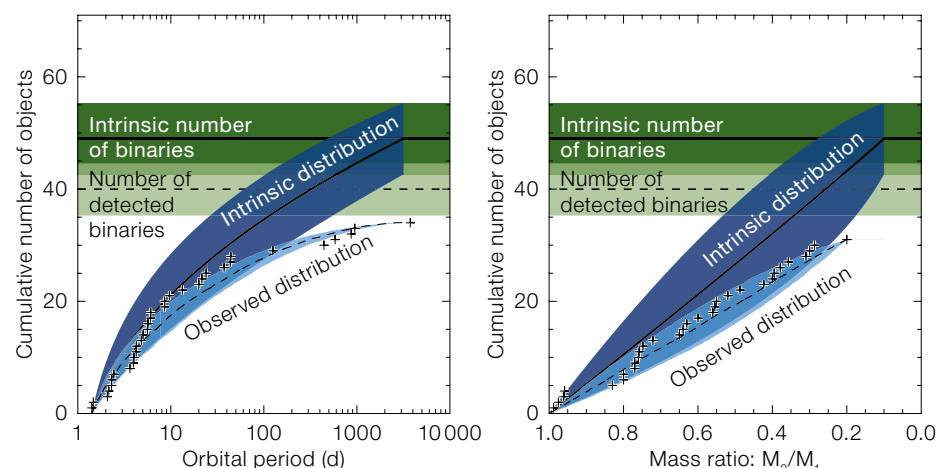 Cumulative number of objects
60
40
20
0
Intrinsic number
of binaries
Number of
detected
binaries
Intrinsic distribution
Observed distribution
1
10
100
1000
10 000
Orbital period (d)
Cumulative number of objects
60
40
20
0
Intrinsic number
of binaries
Number of
detected
binaries
Intrinsic distribution
Observed distribution
1.0
0.8
0.6
0.4
0.2
0.0
Mass ratio: M₂/M₁